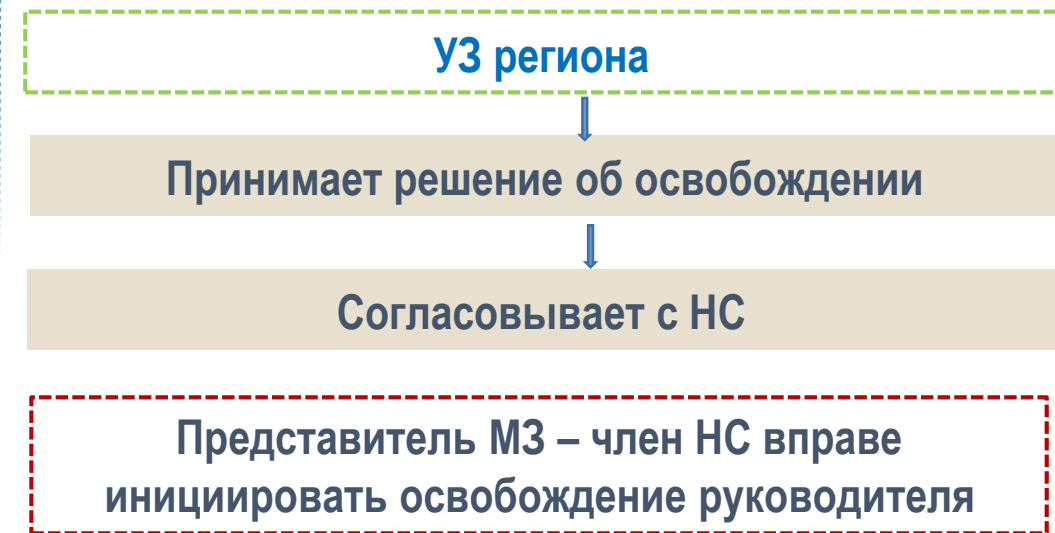 УЗ региона
Принимает решение об освобождении
Согласовывает с НС
Представитель МЗ – член НС вправе
инициировать освобождение руководителя